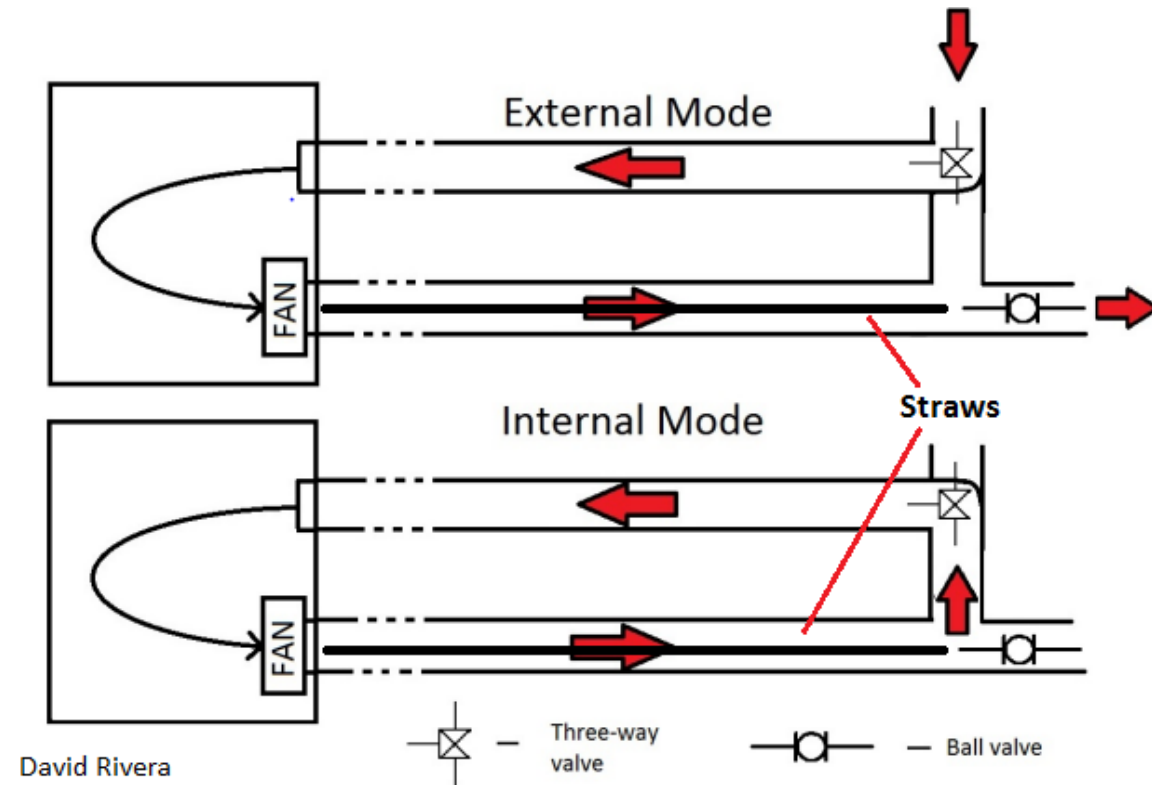 External Mode
FAN
Straws
Internal Mode
FAN
Three-way
valve
Ball valve
David Rivera